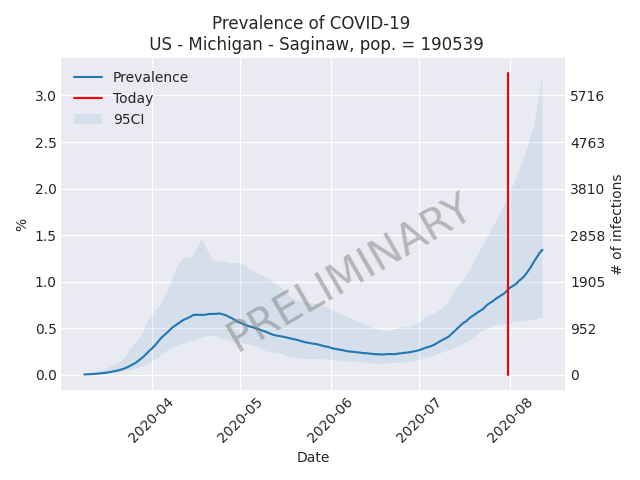 Prevalence of COVID-19
US - Michigan - Saginaw, pop. = 190539
Prevalence
Today
95CI
3.0
2.5
2.0
1.5
1.0
0.5
0.0
%
5716
4763
3810
2858
1905
952
0
# of infections
PRELIMINARY
2020-04
2020-05
2020-06
2020-07
2020-08
Date